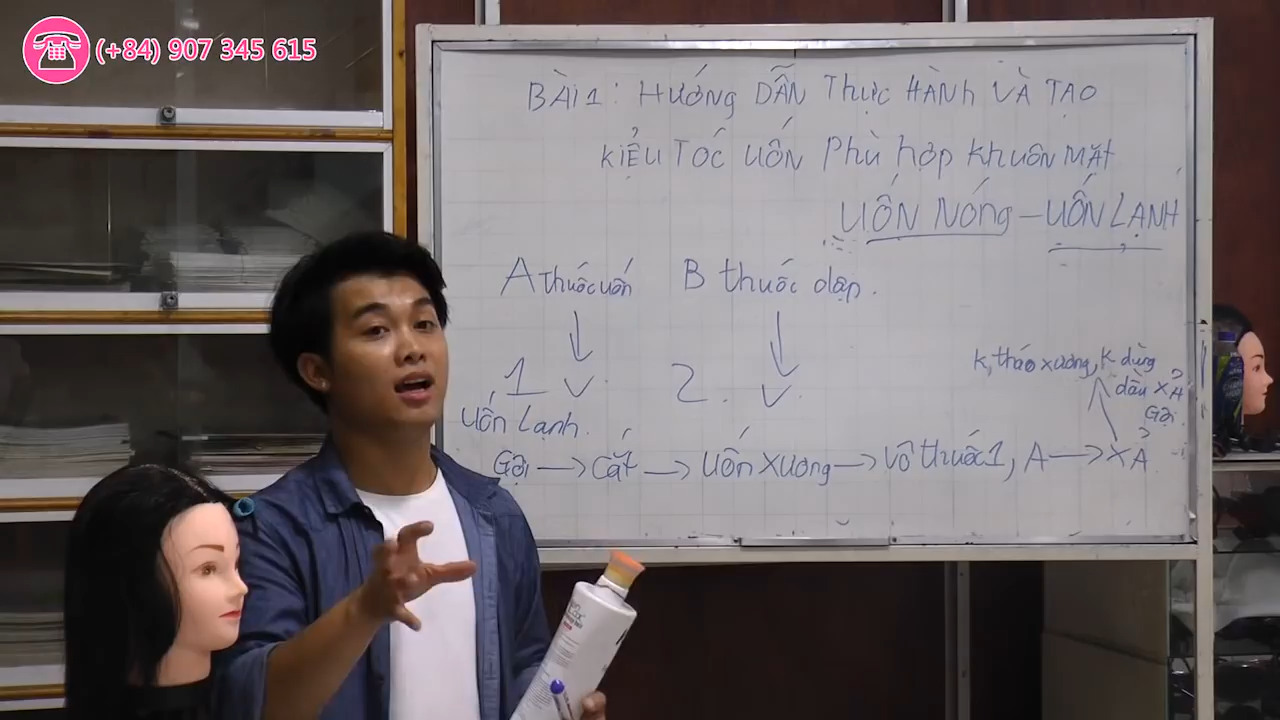 (+84) 907 345 615
BÀI 1: HƯỚNG DẪN THỰC HÀNH VÀ TẠO
KIỂU TÓC UỐN PHÙ HỢP KHUÔN MẶT
UỐN NÓNG – UỐN LẠNH
A thuốc uốn B thuốc dập.
1 2.
Uốn lạnh.
k, tháo xương, k dùng
dầu XẢ
Gội
Gội → Cắt → Uốn Xương → Vô thuốc 1, A → XẢ